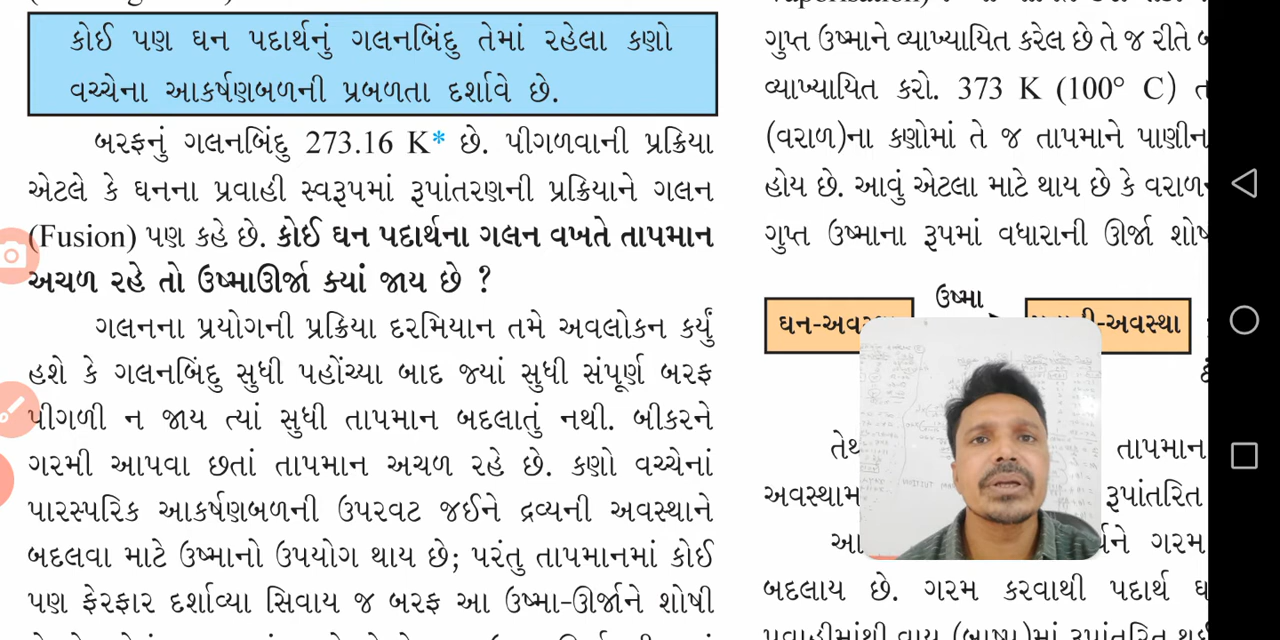 કોઈ પણ ઘન પદાર્થનું ગલનબિંદુ તેમાં રહેલા કણો
વચ્ચેના આકર્ષણબળની પ્રબળતા દર્શાવે છે.
બરફનું ગલનબિંદુ 273.16 K* છે. પીગળવાની પ્રક્રિયા
એટલે કે ઘનના પ્રવાહી સ્વરૂપમાં રૂપાંતરણની પ્રક્રિયાને ગલન
(Fusion) પણ કહે છે. કોઈ ઘન પદાર્થના ગલન વખતે તાપમાન
અચળ રહે તો ઉષ્માઊર્જા ક્યાં જાય છે ?
ગલનના પ્રયોગની પ્રક્રિયા દરમિયાન તમે અવલોકન કર્યું
હશે કે ગલનબિંદુ સુધી પહોંચ્યા બાદ જ્યાં સુધી સંપૂર્ણ બરફ
પીગળી ન જાય ત્યાં સુધી તાપમાન બદલાતું નથી. બીકરને
ગરમી આપવા છતાં તાપમાન અચળ રહે છે. કણો વચ્ચેનાં
પારસ્પરિક આકર્ષણબળની ઉપરવટ જઈને દ્રવ્યની અવસ્થાને
બદલવા માટે ઉષ્માનો ઉપયોગ થાય છે; પરંતુ તાપમાનમાં કોઈ
પણ ફેરફાર દર્શાવ્યા સિવાય જ બરફ આ ઉષ્મા-ઊર્જાને શોષી
ગુપ્ત ઉષ્માને વ્યાખ્યાયિત કરેલ છે તે જ રીતે
વ્યાખ્યાયિત કરો. 373 K (100° C)
(વરાળ)ના કણોમાં તે જ તાપમાને
હોય છે. આવું એટલા માટે થાય છે કે
ગુપ્ત ઉષ્માના રૂપમાં વધારાની ઊર્જા
ઉષ્મા
તાપમાન
રૂપાંતરિત
ગરમ
બદલાય છે. ગરમ કરવાથી પદાર્થ